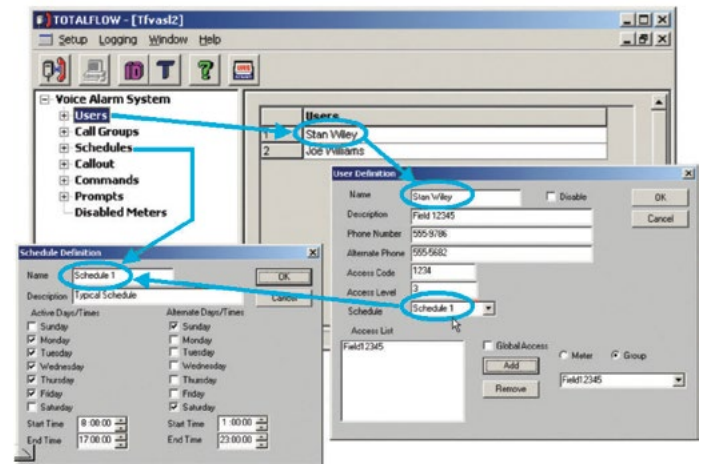 TOTALFLOW - [Tfvasl2]
Setup Logging Window Help
Voice Alarm System
Users
Call Groups
Schedules
Callout
Commands
Prompts
Disabled Meters
Users
1 Stan Wiley
2 Joe Williams
User Definition
Name Stan Wiley Disable OK
Description Field 12345 Cancel
Phone Number 555-9786
Alternate Phone 555-5682
Access Code 1234
Access Level 3
Schedule Schedule 1
Access List
Field12345
Global Access
Meter Group
Add
Field12345
Remove
Schedule Definition
Name Schedule 1 OK
Description Typical Schedule Cancel
Active Days/Times Alternate Days/Times
Sunday Sunday
Monday Monday
Tuesday Tuesday
Wednesday Wednesday
Thursday Thursday
Friday Friday
Saturday Saturday
Start Time 8:00:00 Start Time 1:00:00
End Time 17:00:00 End Time 23:00:00